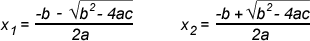 x₁ = (-b - √(b² - 4ac)) / 2a    x₂ = (-b + √(b² - 4ac)) / 2a